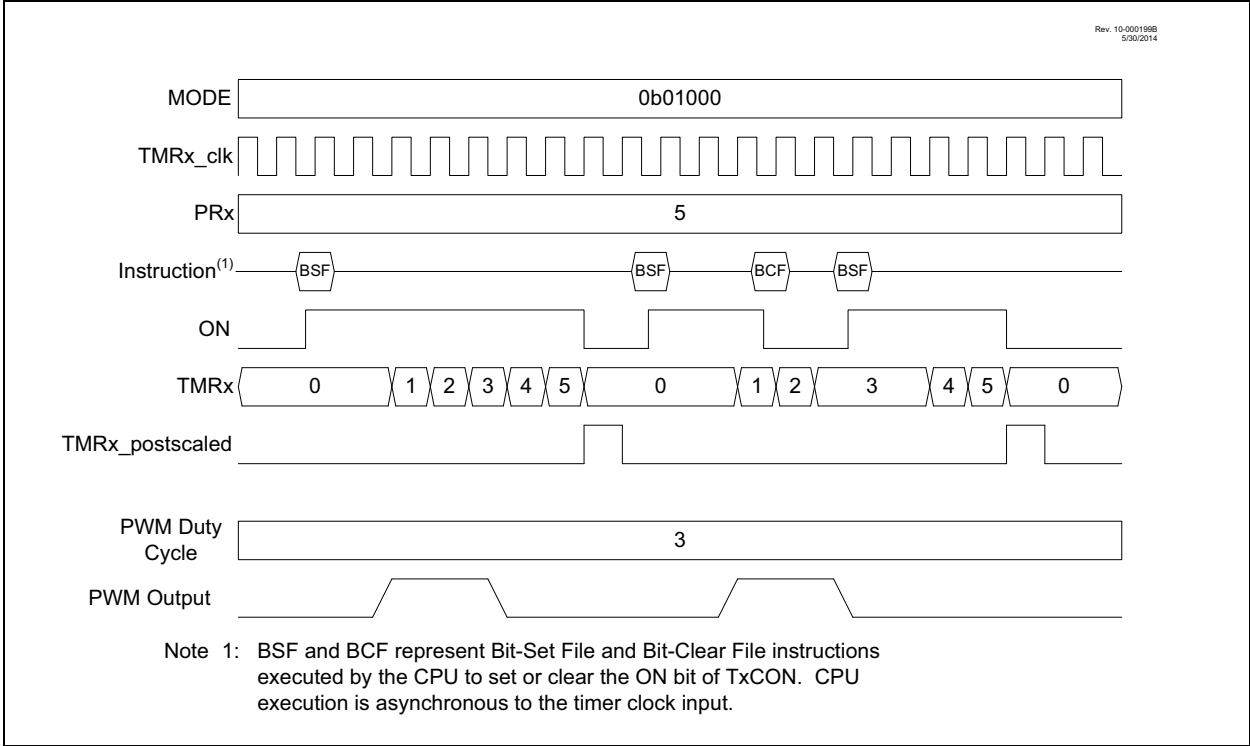 Rev. 10-000199B
5/30/2014
MODE 0b01000
TMRx_clk
PRx 5
Instruction(1) BSF BSF BCF BSF
ON
TMRx 0 1 2 3 4 5 0 1 2 3 4 5 0
TMRx_postscaled
PWM Duty
Cycle 3
PWM Output
Note 1: BSF and BCF represent Bit-Set File and Bit-Clear File instructions
executed by the CPU to set or clear the ON bit of TxCON. CPU
execution is asynchronous to the timer clock input.